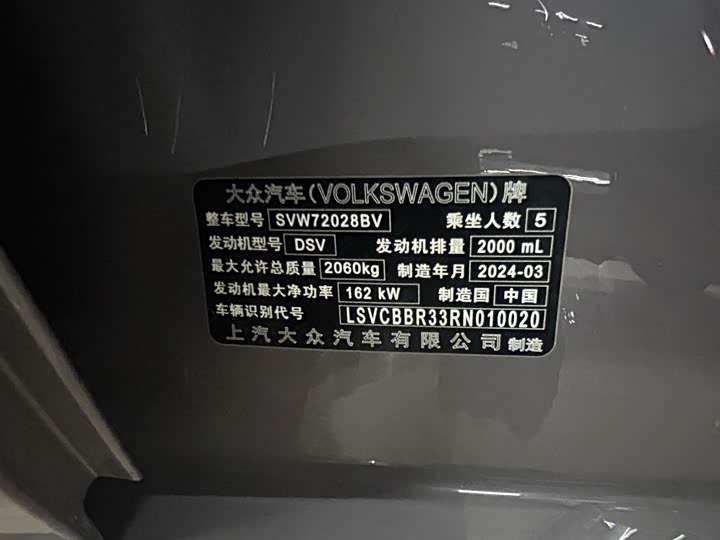 大众汽车(VOLKSWAGEN)牌
整车型号 SVW72028BV 乘坐人数 5
发动机型号 DSV 发动机排量 2000 mL
最大允许总质量 2060kg 制造年月 2024-03
发动机最大净功率 162 kW 制造国 中国
车辆识别代号 LSVCBBR33RN010020
上汽大众汽车有限公司 制造